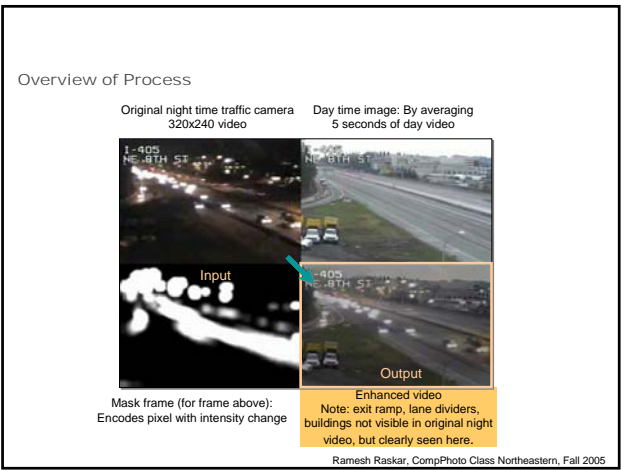 Overview of Process
Original night time traffic camera
320x240 video
Day time image: By averaging
5 seconds of day video
I-405
NE 8TH ST
I-405
NE 8TH ST
Input
I-405
NE 8TH ST
Output
Mask frame (for frame above):
Encodes pixel with intensity change
Enhanced video
Note: exit ramp, lane dividers,
buildings not visible in original night
video, but clearly seen here.
Ramesh Raskar, CompPhoto Class Northeastern, Fall 2005